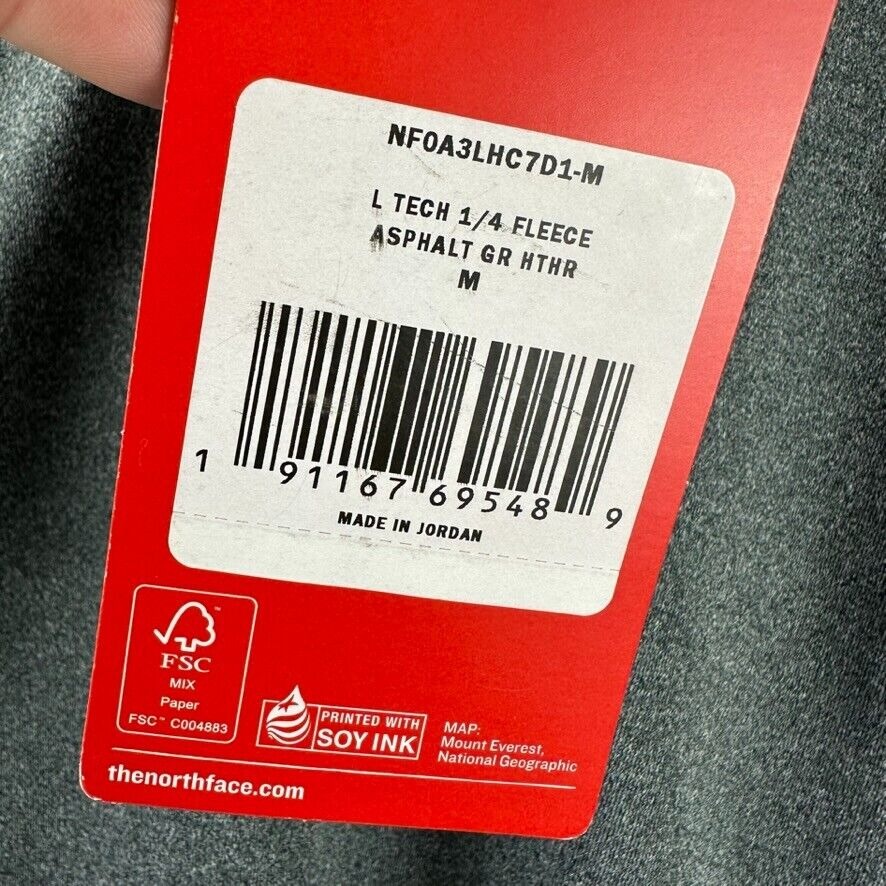 NF0A3LHC7D1-M
L TECH 1/4 FLEECE
ASPHALT GR HTHR
M
1 91167 69548 9
MADE IN JORDAN
FSC
MIX
Paper
FSC™ C004883
PRINTED WITH
SOY INK
MAP:
Mount Everest,
National Geographic
thenorthface.com